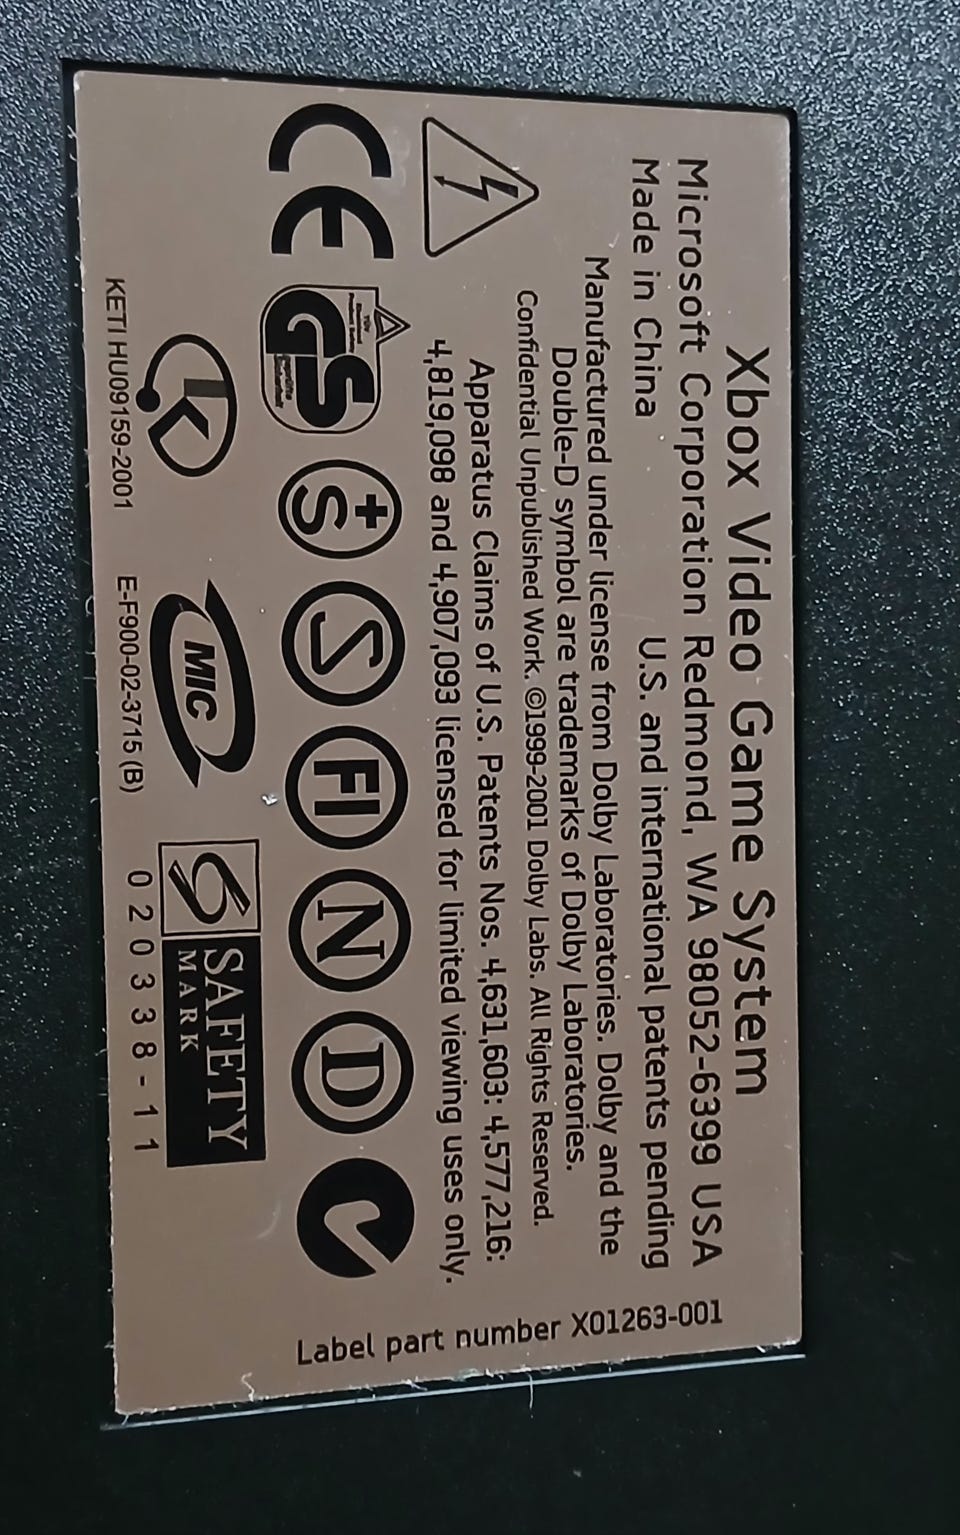 Xbox Video Game System
Microsoft Corporation Redmond, WA 98052-6399 USA
Made in China U.S. and international patents pending
Manufactured under license from Dolby Laboratories. Dolby and the
Double-D symbol are trademarks of Dolby Laboratories.
Confidential Unpublished Work. ©1999-2001 Dolby Labs. All Rights Reserved.
Apparatus Claims of U.S. Patents Nos. 4,631,603: 4,577,216:
4,819,098 and 4,907,093 licensed for limited viewing uses only.
CE GS +S S FI N D
K MIC S SAFETY
MARK
KETI HU09159-2001 E-F900-02-3715 (B) 020338-11
Label part number X01263-001